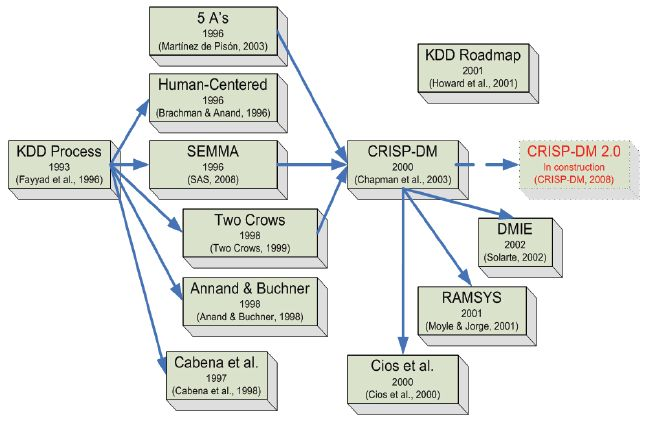 5 A's
1996
(Martínez de Pisón, 2003)
KDD Roadmap
2001
(Howard et al., 2001)
Human-Centered
1996
(Brachman & Anand, 1996)
KDD Process
1993
(Fayyad et al., 1996)
SEMMA
1996
(SAS, 2008)
CRISP-DM
2000
(Chapman et al., 2003)
CRISP-DM 2.0
In construction
(CRISP-DM, 2008)
Two Crows
1998
(Two Crows, 1999)
DMIE
2002
(Solarte, 2002)
Annand & Buchner
1998
(Anand & Buchner, 1998)
RAMSYS
2001
(Moyle & Jorge, 2001)
Cabena et al.
1997
(Cabena et al., 1998)
Cios et al.
2000
(Cios et al., 2000)